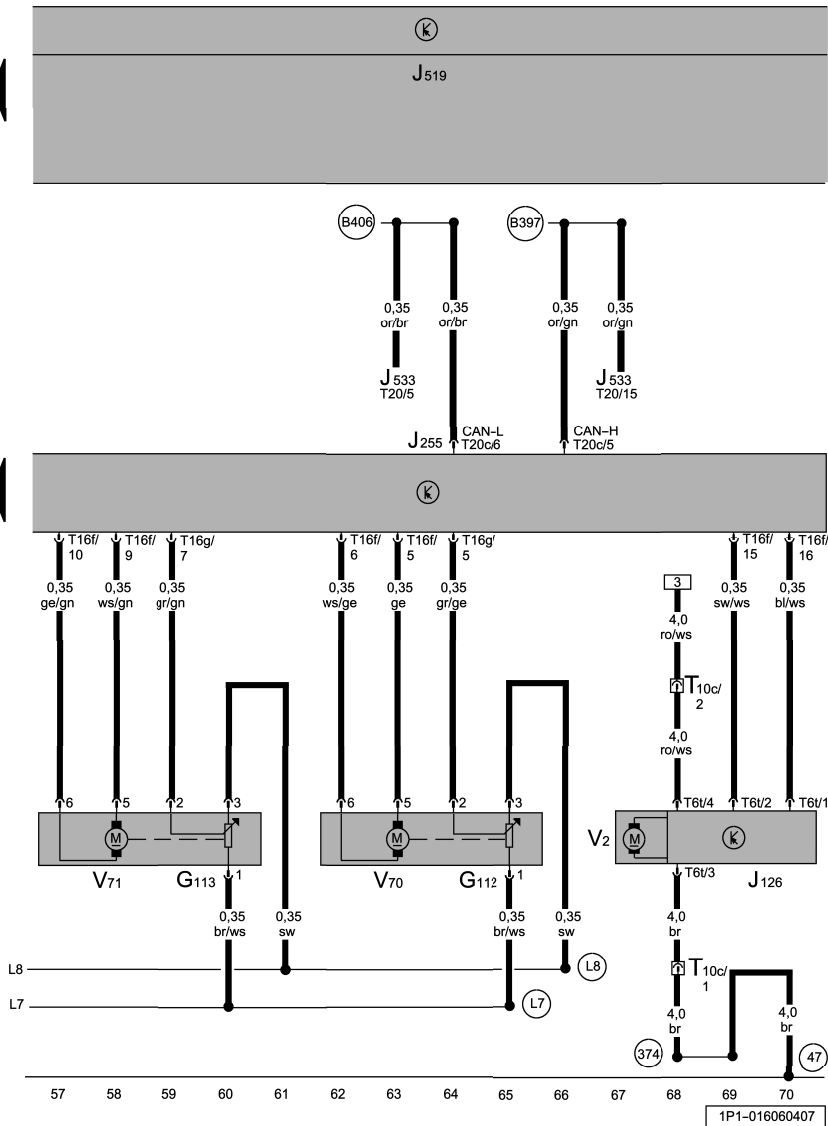 J519
B406
B397
0,35
or/br
0,35
or/br
0,35
or/gn
0,35
or/gn
J533
T20/5
J533
T20/15
J255
CAN-L
T20c/6
CAN-H
T20c/5
T16f/
10
T16f/
9
T16g/
7
T16f/
6
T16f/
5
T16g/
5
T16f/
15
T16f/
16
0,35
ge/gn
0,35
ws/gn
0,35
gr/gn
0,35
ws/ge
0,35
ge
0,35
gr/ge
3
0,35
sw/ws
0,35
bl/ws
4,0
ro/ws
T10c/
2
4,0
ro/ws
6
5
2
3
6
5
2
3
T6t/4
T6t/2
T6t/1
M
M
V2
M
V71
G113
1
V70
G112
1
T6t/3
J126
0,35
br/ws
0,35
sw
0,35
br/ws
0,35
sw
4,0
br
L8
L8
T10c/
1
L7
L7
4,0
br
4,0
br
374
47
57 58 59 60 61 62 63 64 65 66 67 68 69 70
1P1-016060407